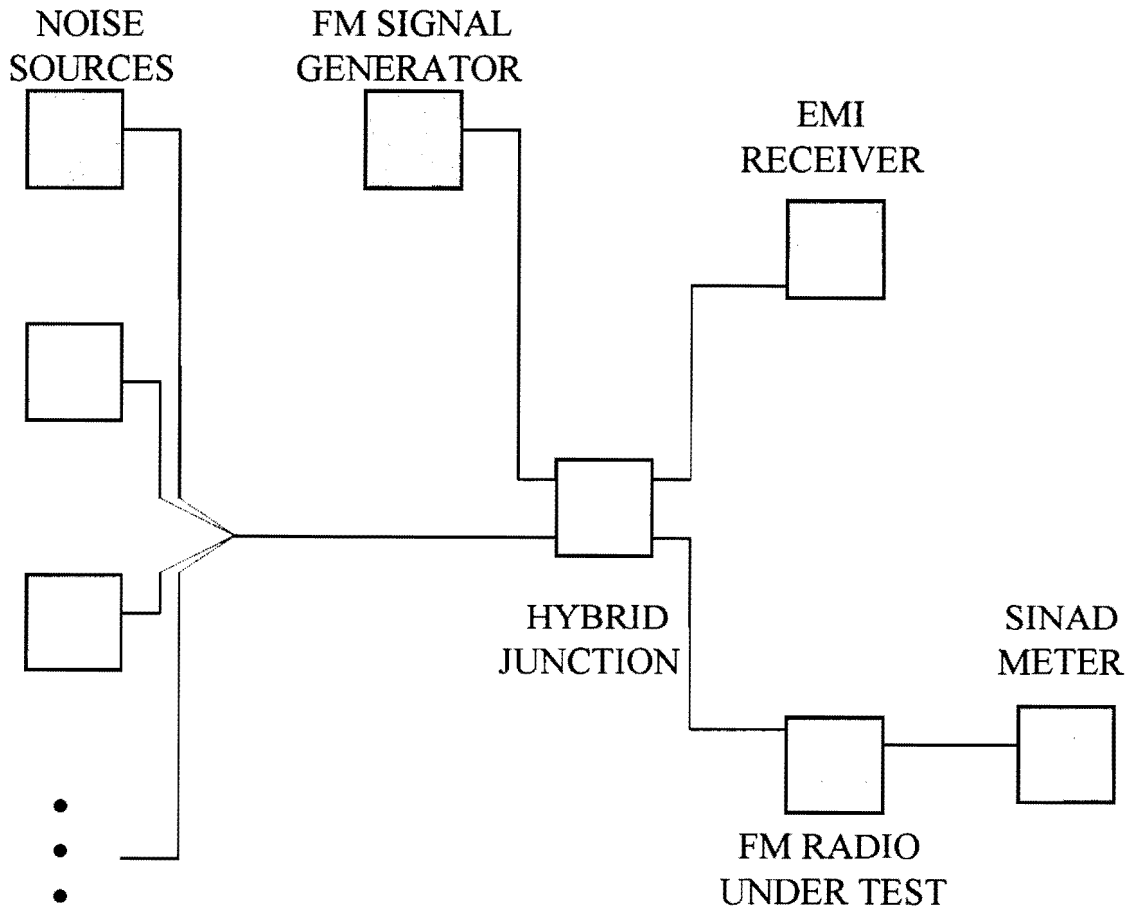 NOISE
SOURCES
FM SIGNAL
GENERATOR
EMI
RECEIVER
HYBRID
JUNCTION
SINAD
METER
FM RADIO
UNDER TEST